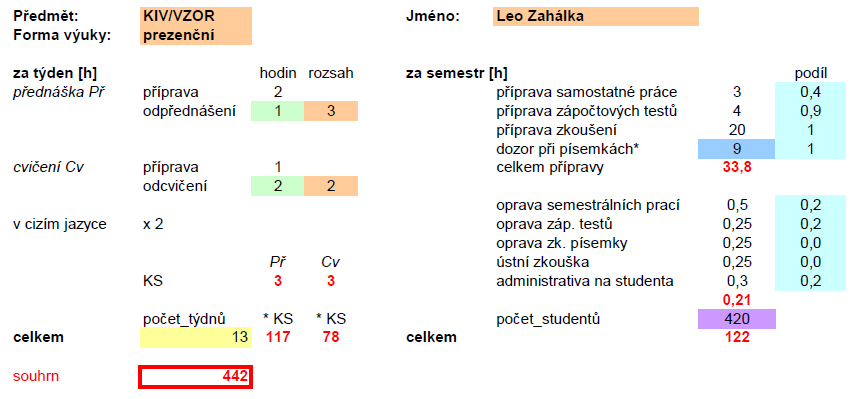 Předmět: KIV/VZOR Jméno: Leo Zahálka
Forma výuky: prezenční
za týden [h] hodin rozsah za semestr [h] podíl
přednáška Př příprava 2 příprava samostatné práce 3 0,4
odpřednášení 1 3 příprava zápočtových testů 4 0,9
příprava zkoušení 20 1
dozor při písemkách* 9 1
cvičení Cv příprava 1 celkem přípravy 33,8
odcvičení 2 2
oprava semestrálních prací 0,5 0,2
v cizím jazyce x 2 oprava záp. testů 0,25 0,2
oprava zk. písemky 0,25 0,0
Př Cv ústní zkouška 0,25 0,0
KS 3 3 administrativa na studenta 0,3 0,2
0,21
počet_týdnů * KS * KS počet_studentů 420
celkem 13 117 78 celkem 122
souhrn 442